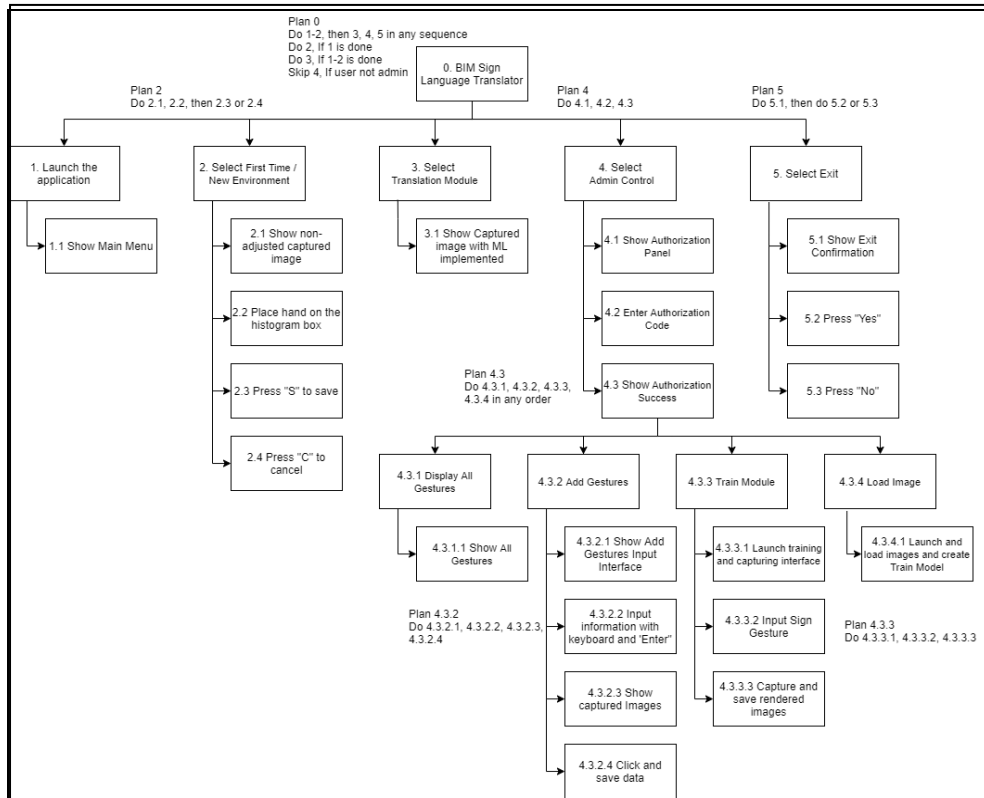 Plan 0
Do 1-2, then 3, 4, 5 in any sequence
Do 2, If 1 is done
Do 3, If 1-2 is done
Skip 4, If user not admin
0. BIM Sign
Language Translator
Plan 2
Do 2.1, 2.2, then 2.3 or 2.4
Plan 4
Do 4.1, 4.2, 4.3
Plan 5
Do 5.1, then do 5.2 or 5.3
1. Launch the
application
2. Select First Time /
New Environment
3. Select
Translation Module
4. Select
Admin Control
5. Select Exit
1.1 Show Main Menu
2.1 Show non-
adjusted captured
image
3.1 Show Captured
image with ML
implemented
4.1 Show Authorization
Panel
5.1 Show Exit
Confirmation
2.2 Place hand on the
histogram box
4.2 Enter Authorization
Code
5.2 Press "Yes"
Plan 4.3
Do 4.3.1, 4.3.2, 4.3.3,
4.3.4 in any order
2.3 Press "S" to save
4.3 Show Authorization
Success
5.3 Press "No"
2.4 Press "C" to
cancel
4.3.1 Display All
Gestures
4.3.2 Add Gestures
4.3.3 Train Module
4.3.4 Load Image
4.3.1.1 Show All
Gestures
4.3.2.1 Show Add
Gestures Input
Interface
4.3.3.1 Launch training
and capturing interface
4.3.4.1 Launch and
load images and create
Train Model
Plan 4.3.2
Do 4.3.2.1, 4.3.2.2, 4.3.2.3,
4.3.2.4
4.3.2.2 Input
information with
keyboard and 'Enter"
4.3.3.2 Input Sign
Gesture
Plan 4.3.3
Do 4.3.3.1, 4.3.3.2, 4.3.3.3
4.3.2.3 Show
captured Images
4.3.3.3 Capture and
save rendered
images
4.3.2.4 Click and
save data